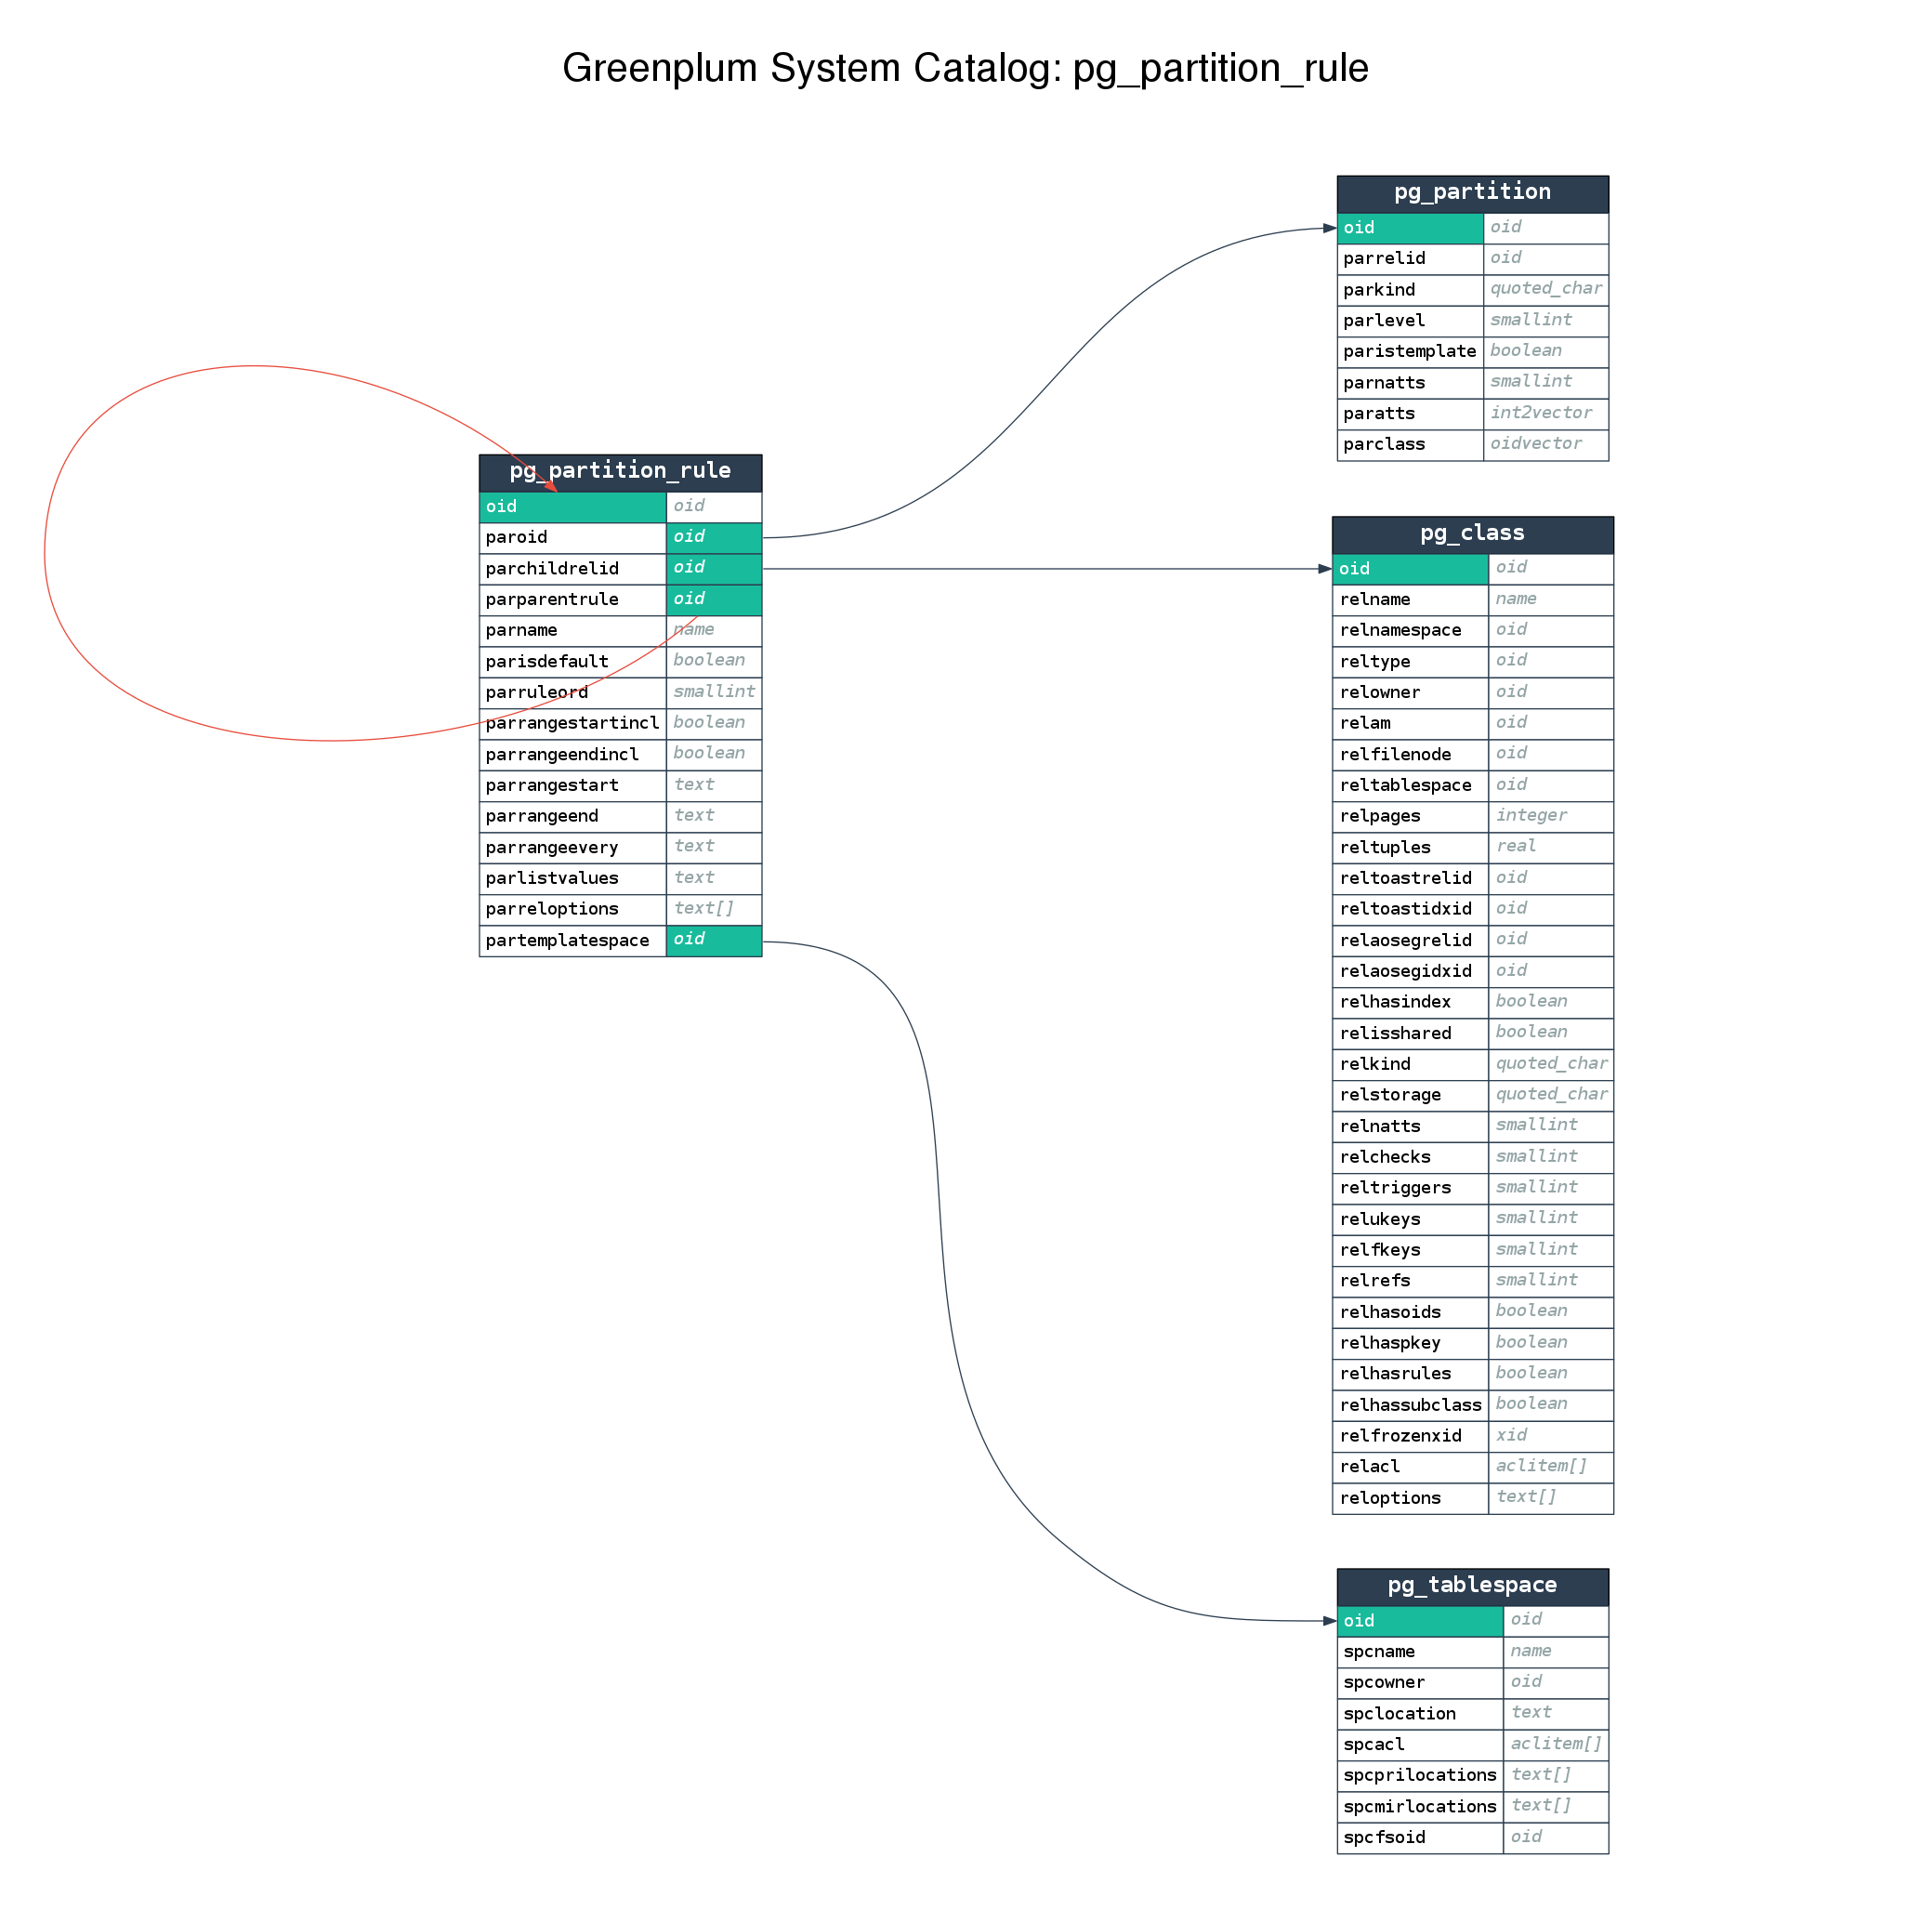 Greenplum System Catalog: pg_partition_rule
pg_partition_rule
oid oid
paroid oid
parchildrelid oid
parparentrule oid
parname name
parisdefault boolean
parruleord smallint
parrangestartincl boolean
parrangeendincl boolean
parrangestart text
parrangeend text
parrangeevery text
parlistvalues text
parreloptions text[]
partemplatespace oid
pg_partition
oid oid
parrelid oid
parkind quoted_char
parlevel smallint
paristemplate boolean
parnatts smallint
paratts int2vector
parclass oidvector
pg_class
oid oid
relname name
relnamespace oid
reltype oid
relowner oid
relam oid
relfilenode oid
reltablespace oid
relpages integer
reltuples real
reltoastrelid oid
reltoastidxid oid
relaosegrelid oid
relaosegidxid oid
relhasindex boolean
relisshared boolean
relkind quoted_char
relstorage quoted_char
relnatts smallint
relchecks smallint
reltriggers smallint
relukeys smallint
relfkeys smallint
relrefs smallint
relhasoids boolean
relhaspkey boolean
relhasrules boolean
relhassubclass boolean
relfrozenxid xid
relacl aclitem[]
reloptions text[]
pg_tablespace
oid oid
spcname name
spcowner oid
spclocation text
spcacl aclitem[]
spcprilocations text[]
spcmirlocations text[]
spcfsoid oid